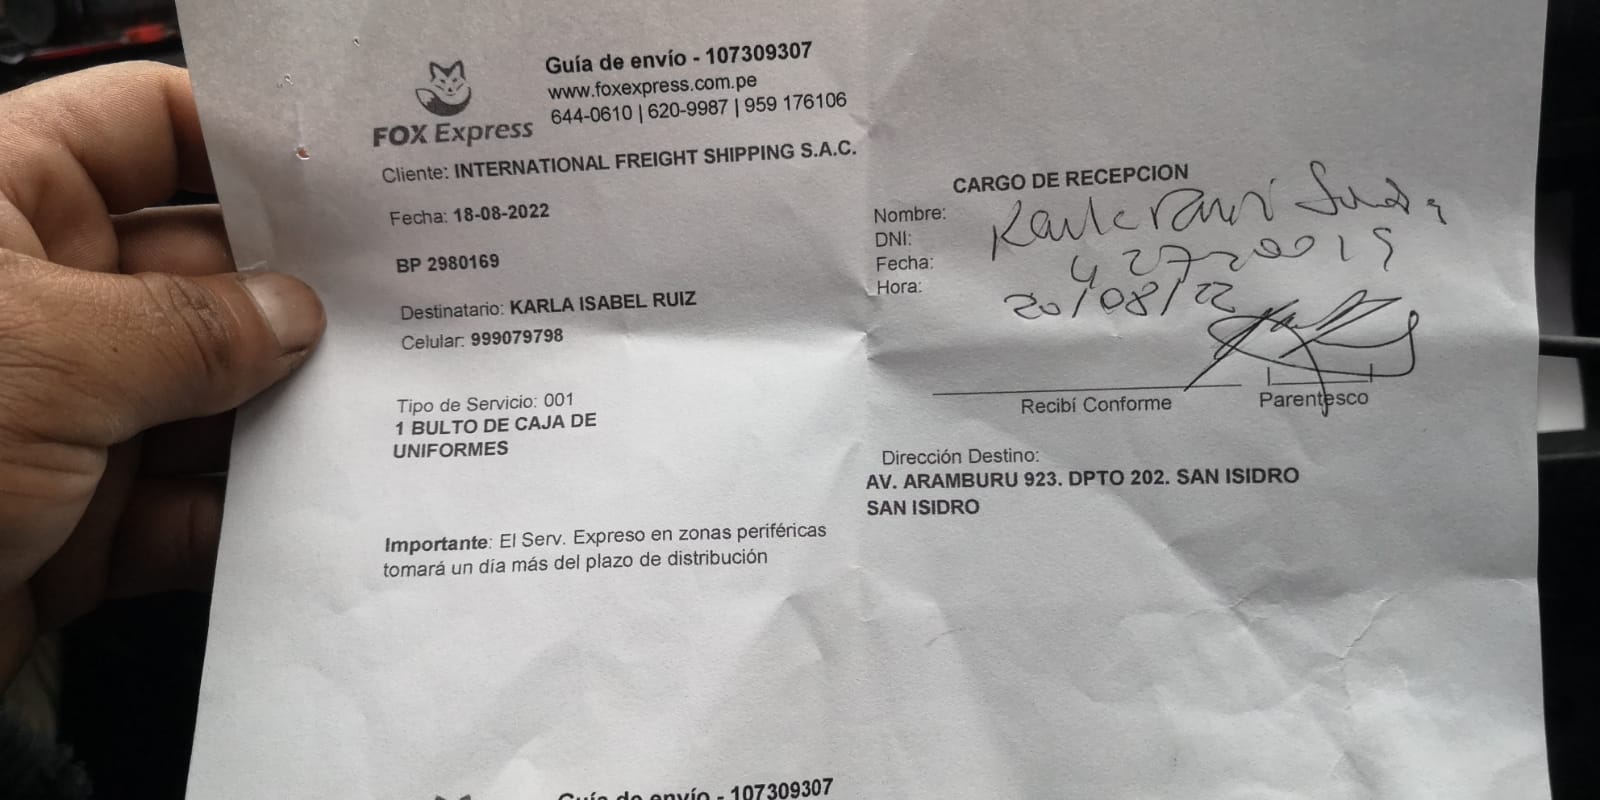 Guía de envío - 107309307
www.foxexpress.com.pe
644-0610 | 620-9987 | 959 176106
FOX Express
Cliente: INTERNATIONAL FREIGHT SHIPPING S.A.C.
Fecha: 18-08-2022
BP 2980169
Destinatario: KARLA ISABEL RUIZ
Celular: 999079798
Tipo de Servicio: 001
1 BULTO DE CAJA DE
UNIFORMES
Importante: El Serv. Expreso en zonas periféricas
tomará un día más del plazo de distribución
CARGO DE RECEPCION
Nombre:
DNI:
Fecha: 20/08/22
Hora:
Recibí Conforme
Parentesco
Dirección Destino:
AV. ARAMBURU 923. DPTO 202. SAN ISIDRO
SAN ISIDRO
Guía de envío - 107309307